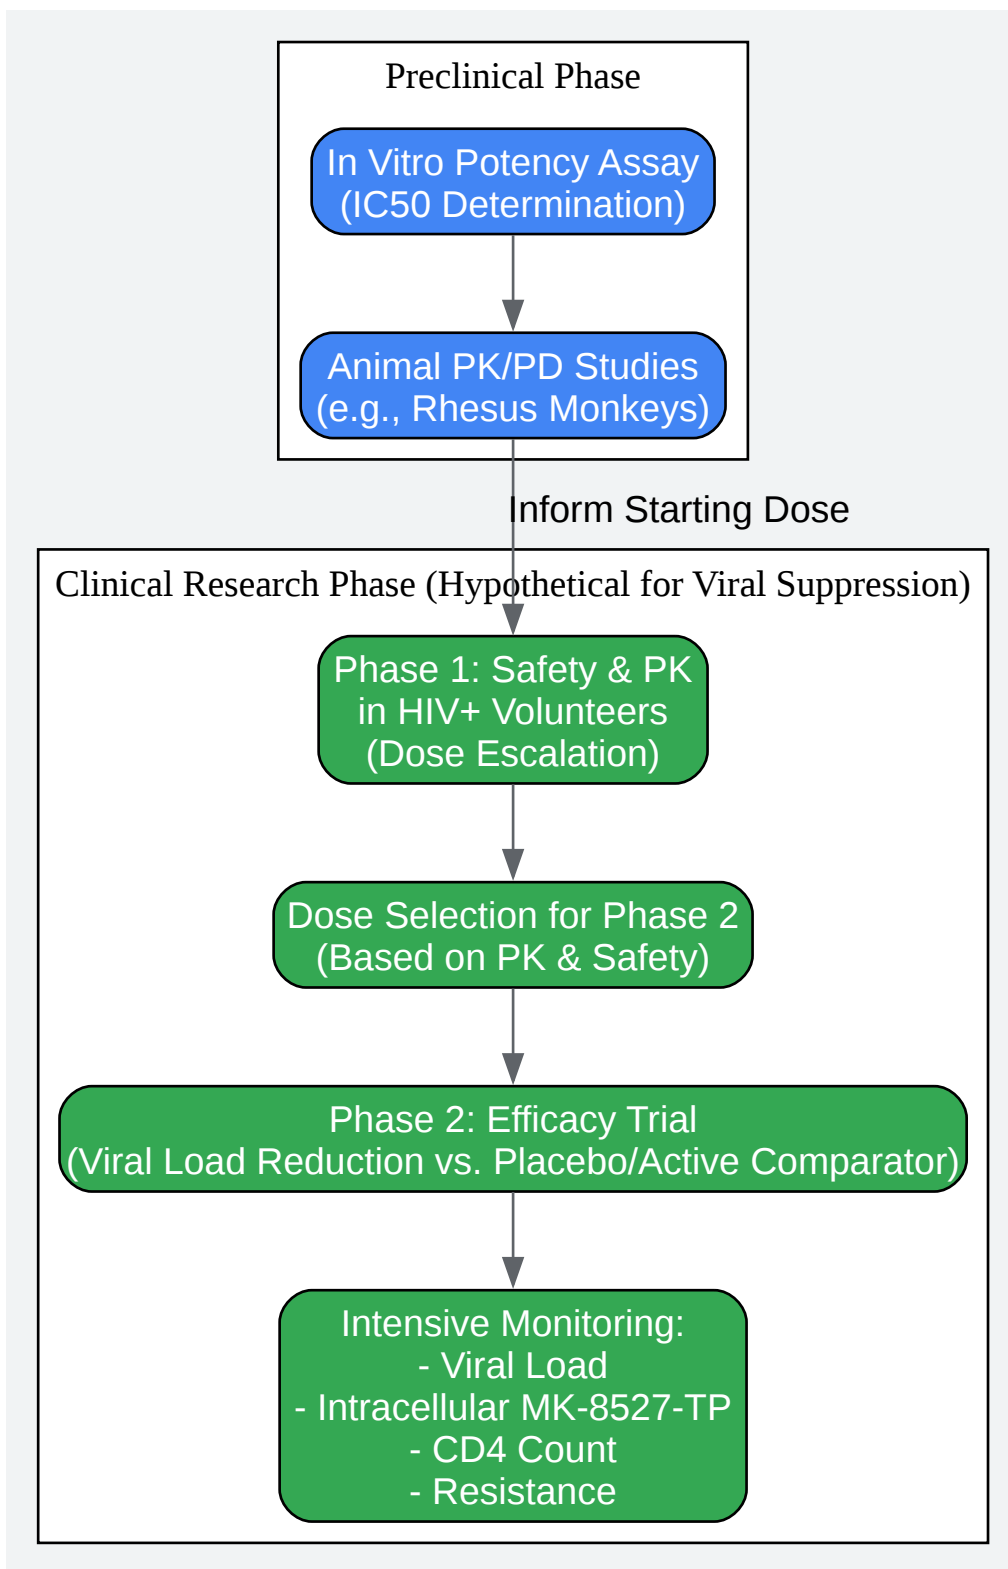 Preclinical Phase
In Vitro Potency Assay
(IC50 Determination)
Animal PK/PD Studies
(e.g., Rhesus Monkeys)
Inform Starting Dose
Clinical Research Phase (Hypothetical for Viral Suppression)
Phase 1: Safety & PK
in HIV+ Volunteers
(Dose Escalation)
Dose Selection for Phase 2
(Based on PK & Safety)
Phase 2: Efficacy Trial
(Viral Load Reduction vs. Placebo/Active Comparator)
Intensive Monitoring:
- Viral Load
- Intracellular MK-8527-TP
- CD4 Count
- Resistance